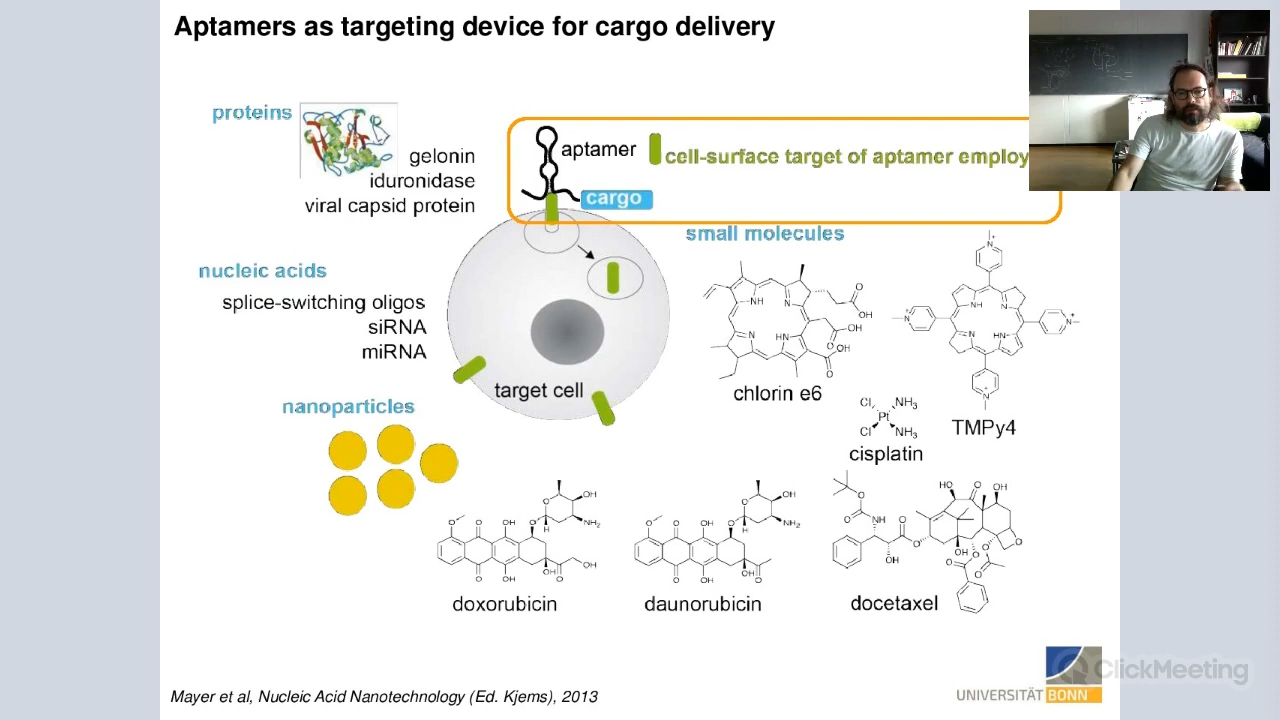 Aptamers as targeting device for cargo delivery
proteins
gelonin
iduronidase
viral capsid protein
aptamer
cell-surface target of aptamer employ
cargo
nucleic acids
splice-switching oligos
siRNA
miRNA
target cell
nanoparticles
small molecules
chlorin e6
TMPy4
cisplatin
doxorubicin
daunorubicin
docetaxel
Mayer et al, Nucleic Acid Nanotechnology (Ed. Kjems), 2013
UNIVERSITÄT BONN
ClickMeeting